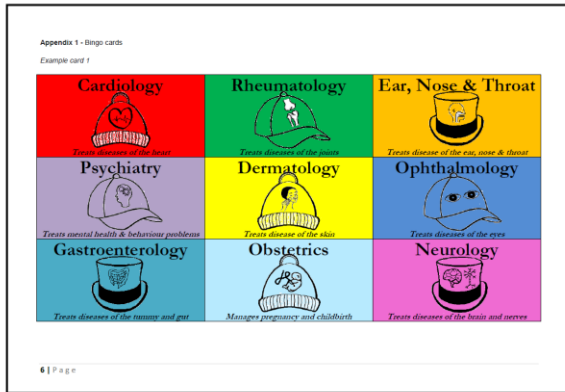 Appendix 1 - Bingo cards
Example card 1
Cardiology
Treats diseases of the heart
Rheumatology
Treats diseases of the joints
Ear, Nose & Throat
Treats disease of the ear, nose & throat
Psychiatry
Treats mental health & behaviour problems
Dermatology
Treats disease of the skin
Ophthalmology
Treats diseases of the eyes
Gastroenterology
Treats diseases of the tummy and gut
Obstetrics
Manages pregnancy and childbirth
Neurology
Treats diseases of the brain and nerves
6 | Page